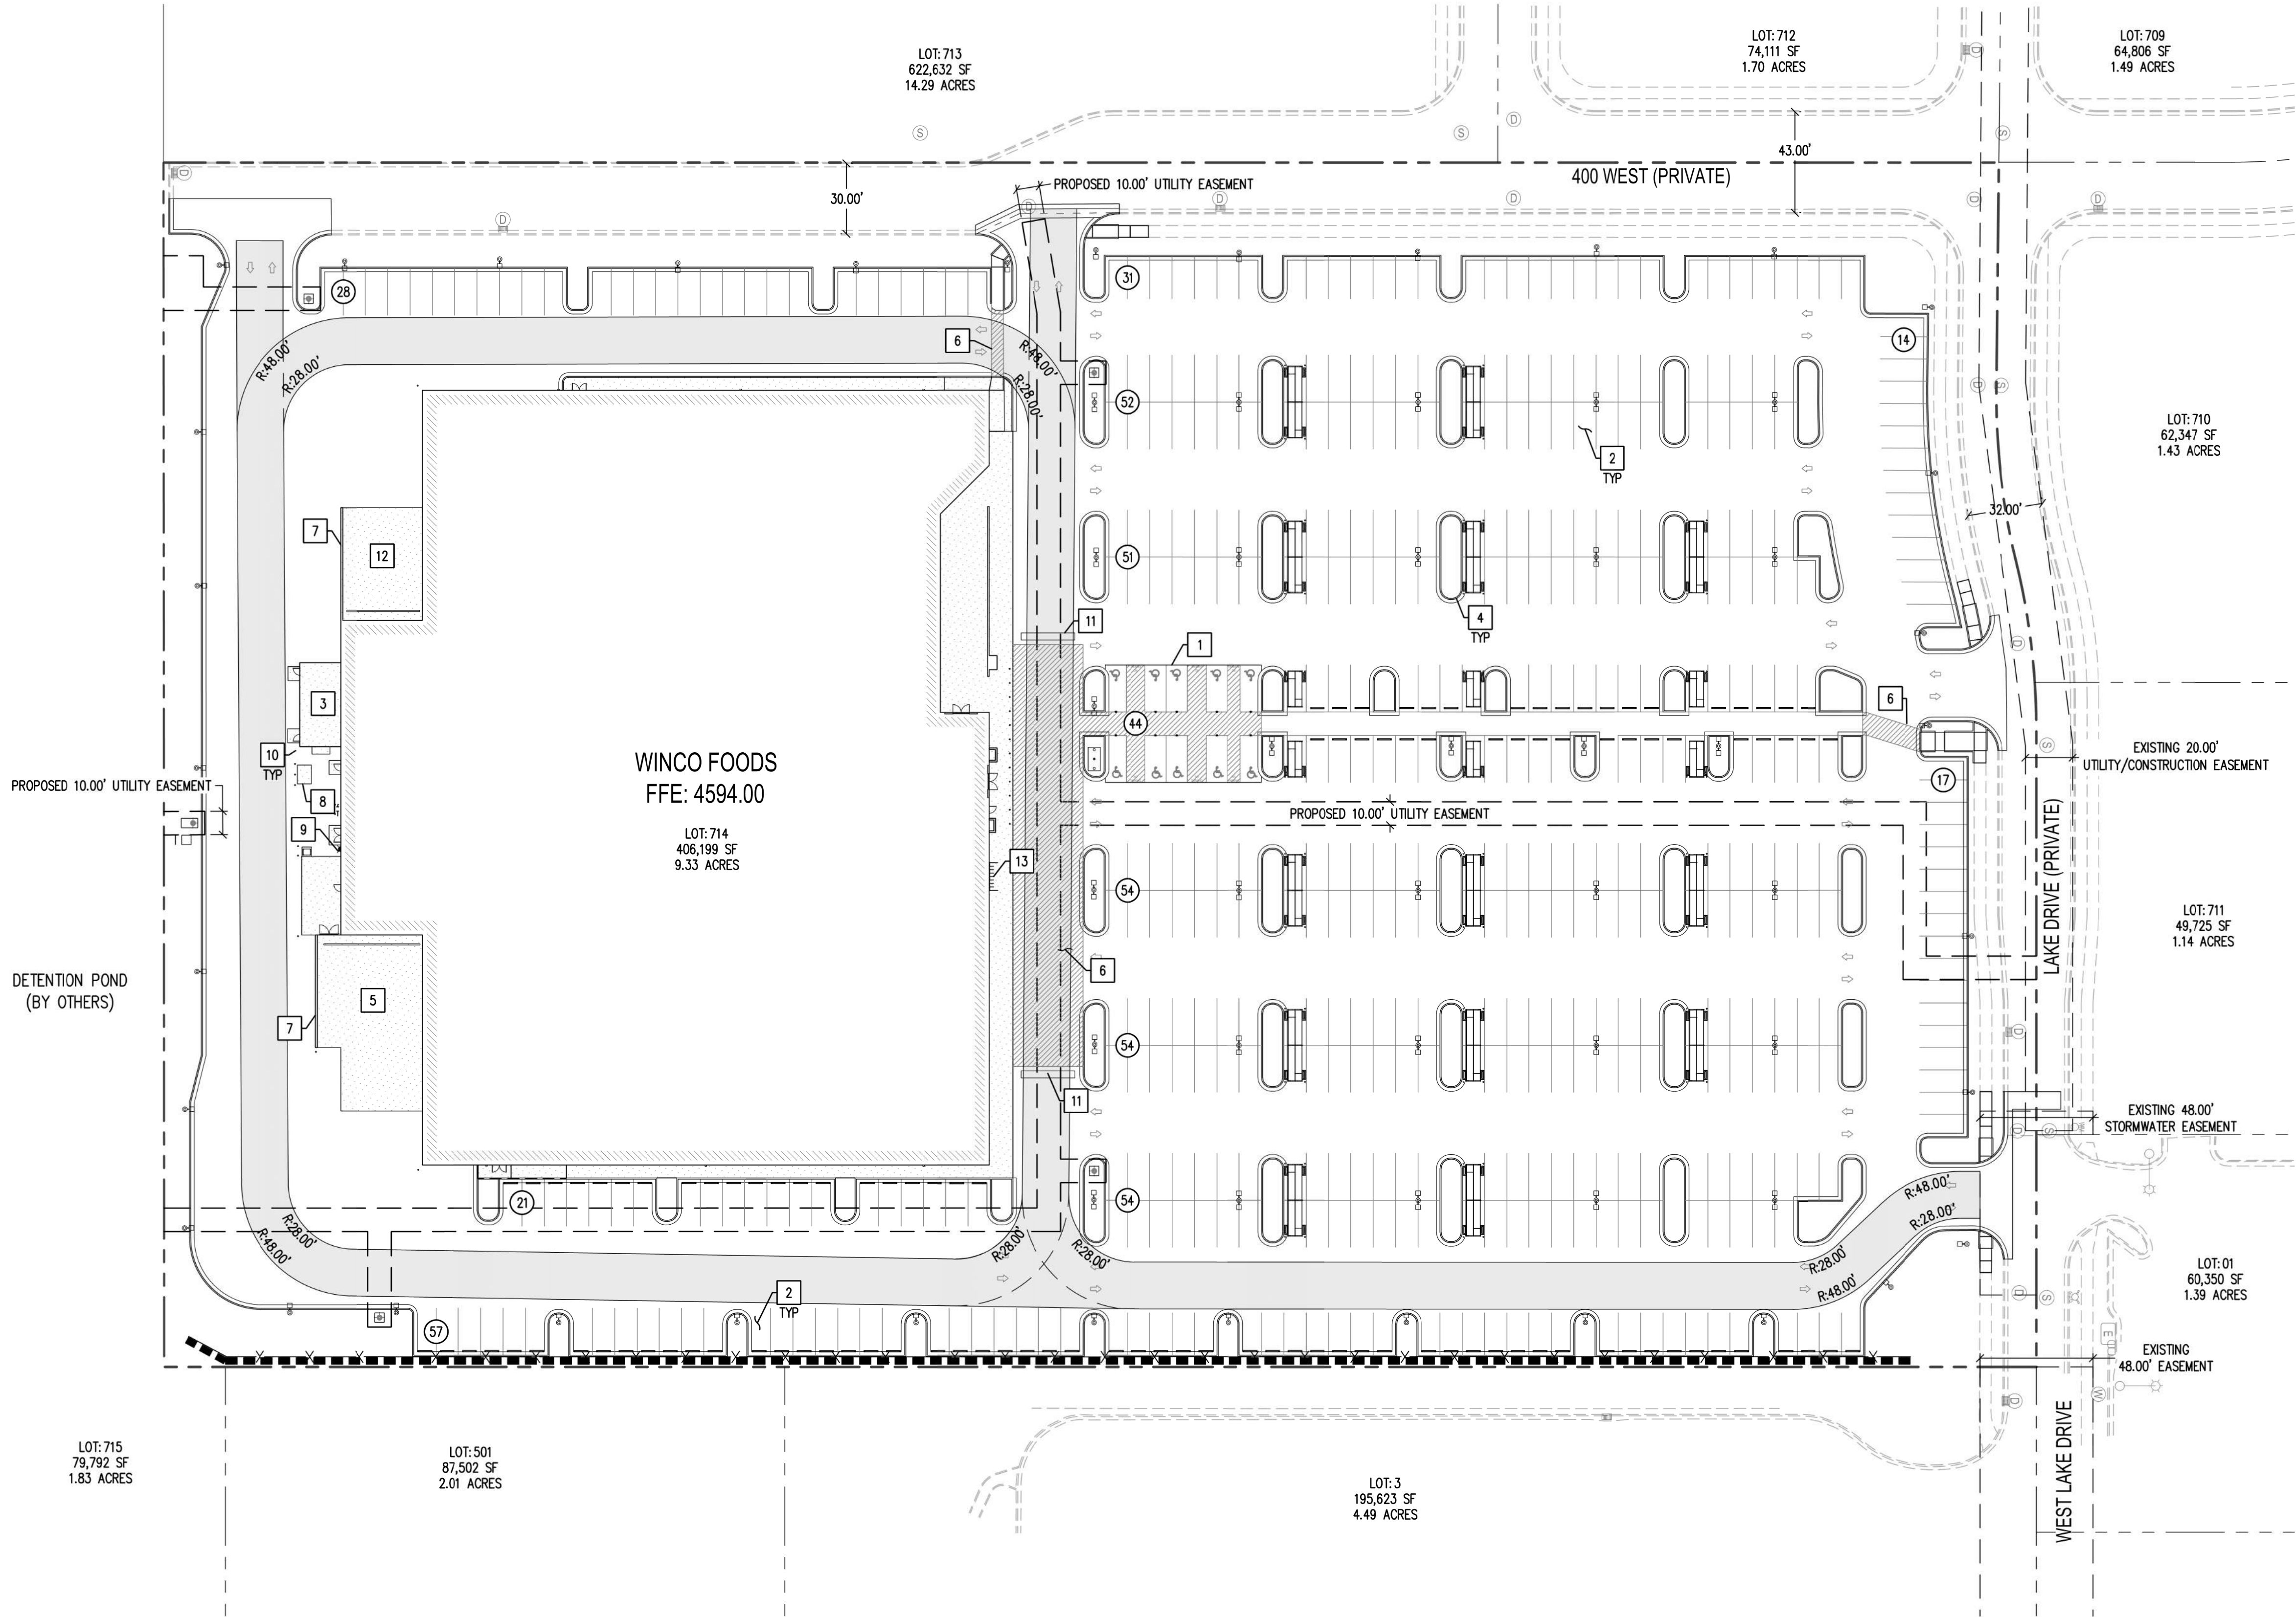 LOT: 713
622,632 SF
14.29 ACRES
LOT: 712
74,111 SF
1.70 ACRES
LOT: 709
64,806 SF
1.49 ACRES
S
S
D
D
S
43.00'
400 WEST (PRIVATE)
PROPOSED 10.00' UTILITY EASEMENT
30.00'
D
D
D
D
D
D
D
28
31
14
6
R:48.00'
R:28.00'
R:48.00'
R:28.00'
52
D
S
LOT: 710
62,347 SF
1.43 ACRES
2
TYP
32.00'
7
12
51
4
TYP
11
1
D
3
6
44
10
TYP
WINCO FOODS
FFE: 4594.00
LOT: 714
406,199 SF
9.33 ACRES
S
EXISTING 20.00'
UTILITY/CONSTRUCTION EASEMENT
PROPOSED 10.00' UTILITY EASEMENT
8
T
9
17
PROPOSED 10.00' UTILITY EASEMENT
13
54
LAKE DRIVE (PRIVATE)
LOT: 711
49,725 SF
1.14 ACRES
DETENTION POND
(BY OTHERS)
5
7
6
54
D
11
EXISTING 48.00'
STORMWATER EASEMENT
D
S
21
54
R:48.00'
R:28.00'
R:28.00'
R:48.00'
R:28.00'
R:28.00'
R:28.00'
R:48.00'
LOT: 01
60,350 SF
1.39 ACRES
D
S
2
TYP
57
E
EXISTING
48.00' EASEMENT
D
W
LOT: 715
79,792 SF
1.83 ACRES
LOT: 501
87,502 SF
2.01 ACRES
LOT: 3
195,623 SF
4.49 ACRES
WEST LAKE DRIVE